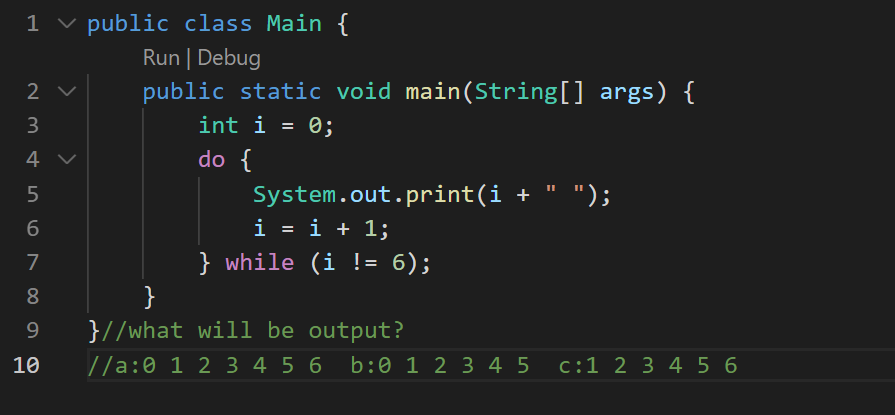 1 public class Main {
Run | Debug
2 public static void main(String[] args) {
3 int i = 0;
4 do {
5 System.out.print(i + " ");
6 i = i + 1;
7 } while (i != 6);
8 }
9 }//what will be output?
10 //a:0 1 2 3 4 5 6  b:0 1 2 3 4 5  c:1 2 3 4 5 6